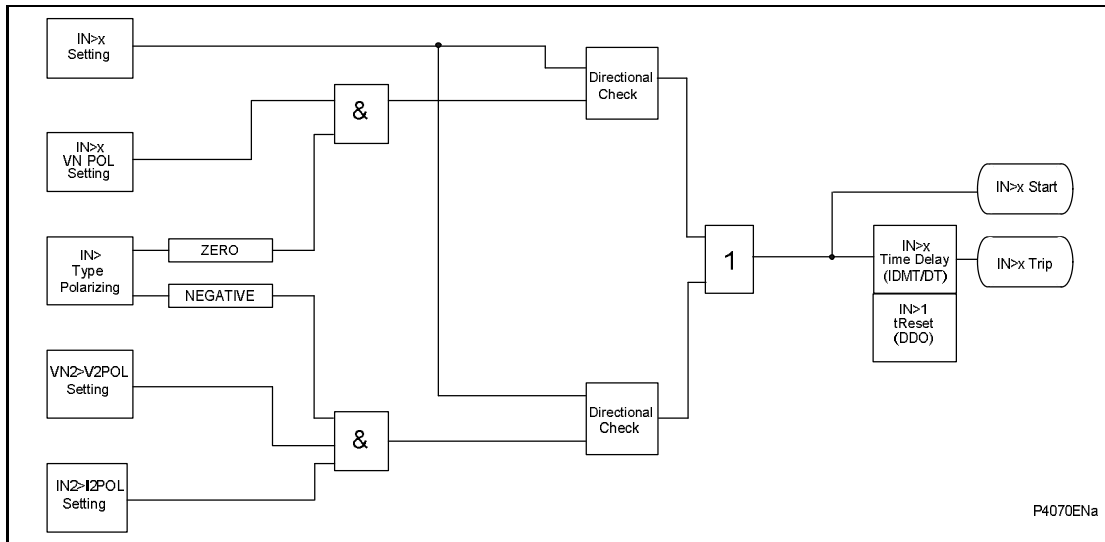 IN>x
Setting
IN>x
VN POL
Setting
IN>
Type
Polarizing
ZERO
NEGATIVE
VN2>V2POL
Setting
IN2>I2POL
Setting
&
&
Directional
Check
Directional
Check
1
IN>x Start
IN>x
Time Delay
(IDMT/DT)
IN>x Trip
IN>1
tReset
(DDO)
P4070ENa